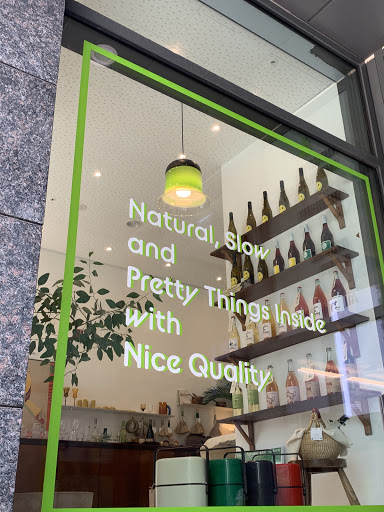 Natural, Slow
and
Pretty Things Inside
with
Nice Quality